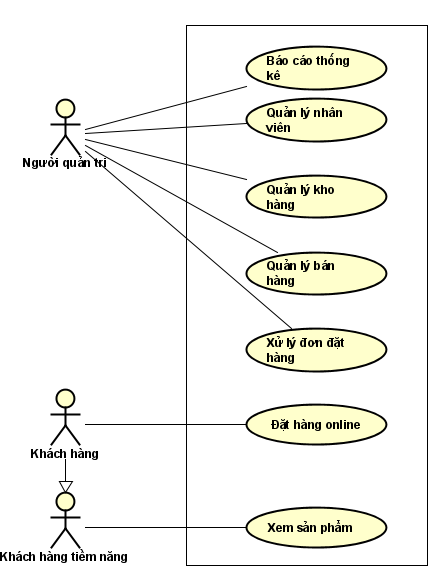 Báo cáo thống
kê
Quản lý nhân
viên
Người quản trị
Quản lý kho
hàng
Quản lý bán
hàng
Xử lý đơn đặt
hàng
Đặt hàng online
Khách hàng
Xem sản phẩm
Khách hàng tiềm năng